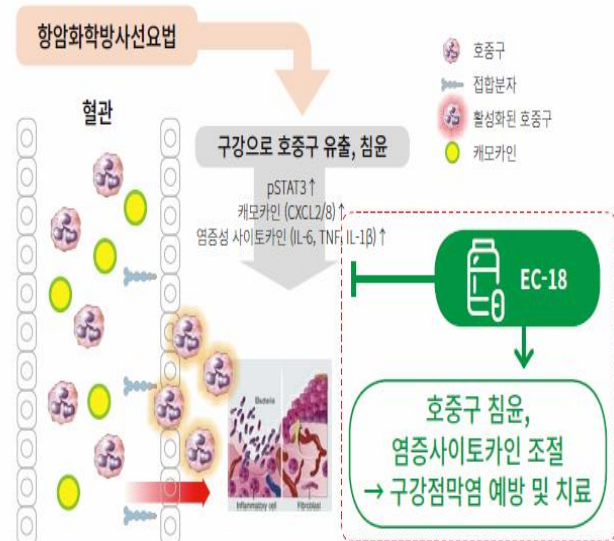 항암화학방사선요법
호중구
접합분자
활성화된 호중구
캐모카인
혈관
구강으로 호중구 유출, 침윤
pSTAT3↑
캐모카인 (CXCL2/8)↑
염증성 사이토카인 (IL-6, TNF, IL-1β)↑
EC-18
호중구 침윤,
염증사이토카인 조절
→ 구강점막염 예방 및 치료
Bacteria
Inflammatory cell
Fibroblast